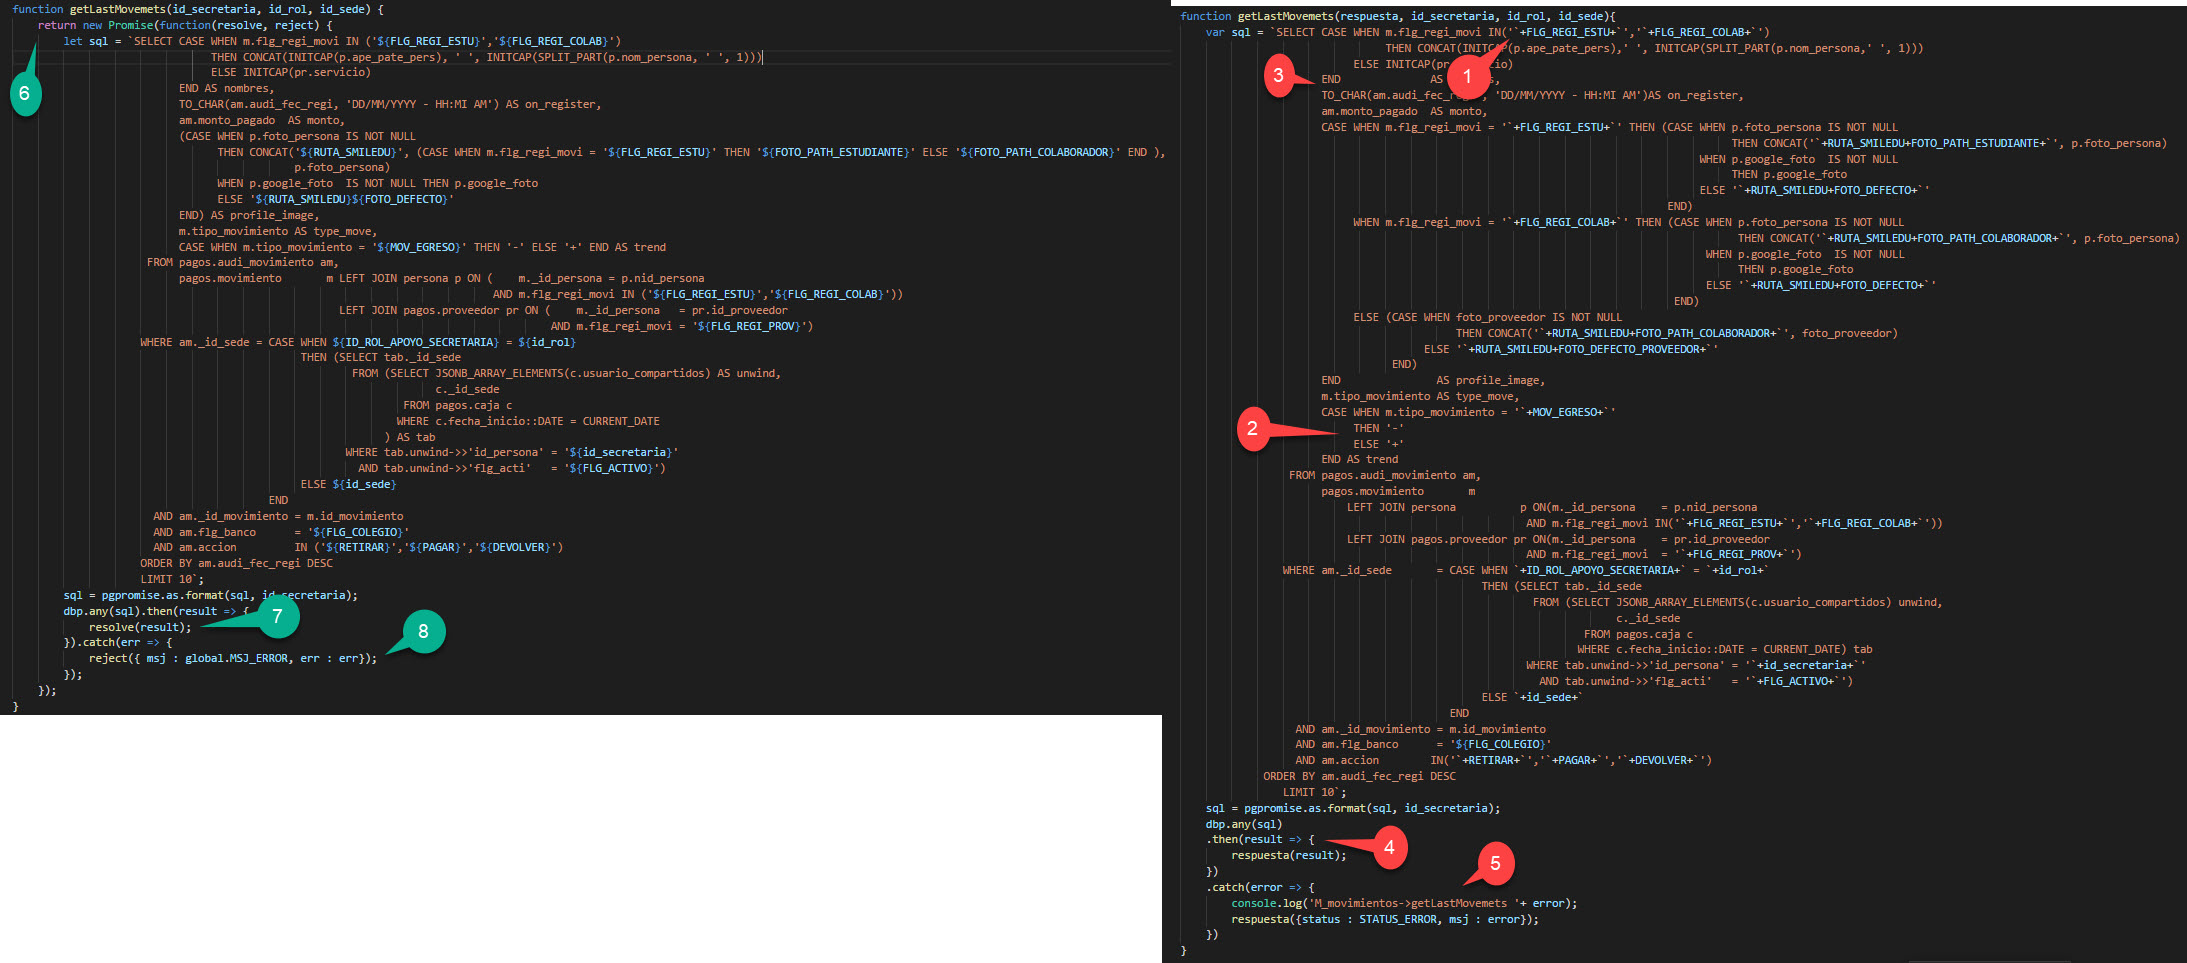 function getLastMovemets(id_secretaria, id_rol, id_sede) {
return new Promise(function(resolve, reject) {
let sql = `SELECT CASE WHEN m.flg_regi_movi IN ('${FLG_REGI_ESTU}','${FLG_REGI_COLAB}')
THEN CONCAT(INITCAP(p.ape_pate_pers), ' ', INITCAP(SPLIT_PART(p.nom_persona, ' ', 1)))
ELSE INITCAP(pr.servicio)
END AS nombres,
TO_CHAR(am.audi_fec_regi, 'DD/MM/YYYY - HH:MI AM') AS on_register,
am.monto_pagado  AS monto,
(CASE WHEN p.foto_persona IS NOT NULL
THEN CONCAT('${RUTA_SMILEDU}', (CASE WHEN m.flg_regi_movi = '${FLG_REGI_ESTU}' THEN '${FOTO_PATH_ESTUDIANTE}' ELSE '${FOTO_PATH_COLABORADOR}' END ),
p.foto_persona)
WHEN p.google_foto  IS NOT NULL THEN p.google_foto
ELSE '${RUTA_SMILEDU}${FOTO_DEFECTO}'
END) AS profile_image,
m.tipo_movimiento AS type_move,
CASE WHEN m.tipo_movimiento = '${MOV_EGRESO}' THEN '-' ELSE '+' END AS trend
FROM pagos.audi_movimiento am,
pagos.movimiento       m LEFT JOIN persona p ON (    m._id_persona = p.nid_persona
AND m.flg_regi_movi IN ('${FLG_REGI_ESTU}','${FLG_REGI_COLAB}'))
LEFT JOIN pagos.proveedor pr ON (    m._id_persona   = pr.id_proveedor
AND m.flg_regi_movi = '${FLG_REGI_PROV}')
WHERE am._id_sede = CASE WHEN ${ID_ROL_APOYO_SECRETARIA} = ${id_rol}
THEN (SELECT tab._id_sede
FROM (SELECT JSONB_ARRAY_ELEMENTS(c.usuario_compartidos) AS unwind,
c._id_sede
FROM pagos.caja c
WHERE c.fecha_inicio::DATE = CURRENT_DATE
) AS tab
WHERE tab.unwind->>'id_persona' = '${id_secretaria}'
AND tab.unwind->>'flg_acti'   = '${FLG_ACTIVO}')
ELSE ${id_sede}
END
AND am._id_movimiento = m.id_movimiento
AND am.flg_banco      = '${FLG_COLEGIO}'
AND am.accion         IN ('${RETIRAR}','${PAGAR}','${DEVOLVER}')
ORDER BY am.audi_fec_regi DESC
LIMIT 10`;
sql = pgpromise.as.format(sql, id_secretaria);
dbp.any(sql).then(result => {
resolve(result);
}).catch(err => {
reject({ msj : global.MSJ_ERROR, err : err});
});
});
}
6
7
8
function getLastMovemets(respuesta, id_secretaria, id_rol, id_sede){
var sql = `SELECT CASE WHEN m.flg_regi_movi IN('`+FLG_REGI_ESTU+`','`+FLG_REGI_COLAB+`')
THEN CONCAT(INITCAP(p.ape_pate_pers),' ', INITCAP(SPLIT_PART(p.nom_persona,' ', 1)))
ELSE INITCAP(
END              AS
TO_CHAR(am.audi_fec_   , 'DD/MM/YYYY - HH:MI AM')AS on_register,
am.monto_pagado  AS monto,
CASE WHEN m.flg_regi_movi = '`+FLG_REGI_ESTU+`' THEN (CASE WHEN p.foto_persona IS NOT NULL
THEN CONCAT('`+RUTA_SMILEDU+FOTO_PATH_ESTUDIANTE+`', p.foto_persona)
WHEN p.google_foto  IS NOT NULL
THEN p.google_foto
ELSE '`+RUTA_SMILEDU+FOTO_DEFECTO+`'
END)
WHEN m.flg_regi_movi = '`+FLG_REGI_COLAB+`' THEN (CASE WHEN p.foto_persona IS NOT NULL
THEN CONCAT('`+RUTA_SMILEDU+FOTO_PATH_COLABORADOR+`', p.foto_persona)
WHEN p.google_foto  IS NOT NULL
THEN p.google_foto
ELSE '`+RUTA_SMILEDU+FOTO_DEFECTO+`'
END)
ELSE (CASE WHEN foto_proveedor IS NOT NULL
THEN CONCAT('`+RUTA_SMILEDU+FOTO_PATH_COLABORADOR+`', foto_proveedor)
ELSE '`+RUTA_SMILEDU+FOTO_DEFECTO_PROVEEDOR+`'
END)
END               AS profile_image,
m.tipo_movimiento AS type_move,
CASE WHEN m.tipo_movimiento = '`+MOV_EGRESO+`'
THEN '-'
ELSE '+'
END AS trend
FROM pagos.audi_movimiento am,
pagos.movimiento       m
LEFT JOIN persona          p ON(m._id_persona    = p.nid_persona
AND m.flg_regi_movi IN('`+FLG_REGI_ESTU+`','`+FLG_REGI_COLAB+`'))
LEFT JOIN pagos.proveedor pr ON(m._id_persona    = pr.id_proveedor
AND m.flg_regi_movi  = '`+FLG_REGI_PROV+`')
WHERE am._id_sede       = CASE WHEN `+ID_ROL_APOYO_SECRETARIA+` = `+id_rol+`
THEN (SELECT tab._id_sede
FROM (SELECT JSONB_ARRAY_ELEMENTS(c.usuario_compartidos) unwind,
c._id_sede
FROM pagos.caja c
WHERE c.fecha_inicio::DATE = CURRENT_DATE) tab
WHERE tab.unwind->>'id_persona' = '`+id_secretaria+`'
AND tab.unwind->>'flg_acti'   = '`+FLG_ACTIVO+`')
ELSE `+id_sede+`
END
AND am._id_movimiento = m.id_movimiento
AND am.flg_banco      = '${FLG_COLEGIO}'
AND am.accion        IN('`+RETIRAR+`','`+PAGAR+`','`+DEVOLVER+`')
ORDER BY am.audi_fec_regi DESC
LIMIT 10`;
sql = pgpromise.as.format(sql, id_secretaria);
dbp.any(sql)
.then(result => {
respuesta(result);
})
.catch(error => {
console.log('M_movimientos->getLastMovemets '+ error);
respuesta({status : STATUS_ERROR, msj : error});
})
}
1
3
2
4
5